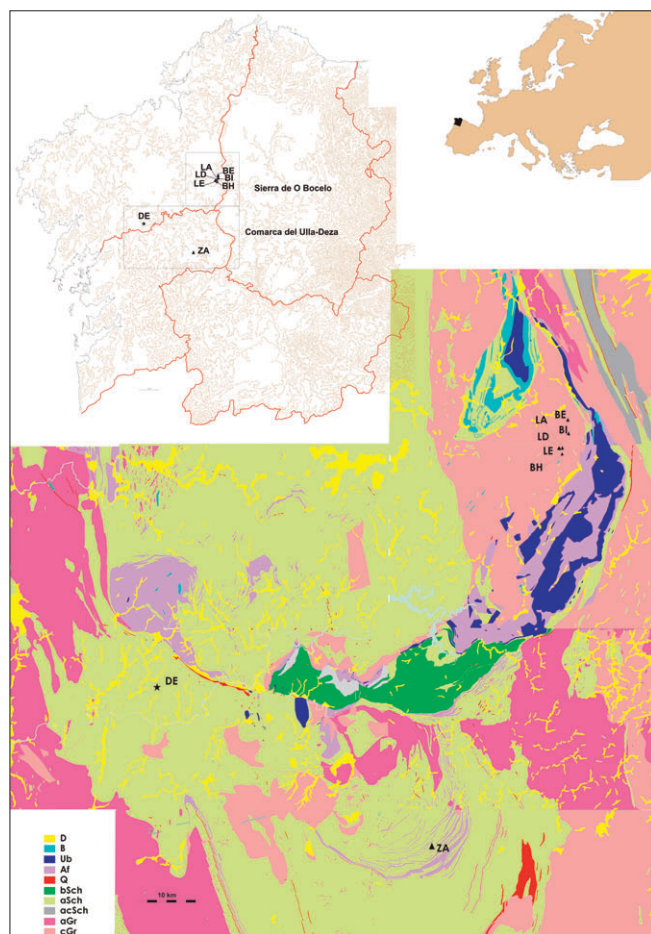 LA BE
LD BI
LE BH
Sierra de O Bocelo
DE
Comarca del Ulla-Deza
ZA
LA BE
LD BI
LE
BH
DE
ZA
D
B
Ub
Af
Q
bSch
aSch
acSch
aGr
cGr
10 km